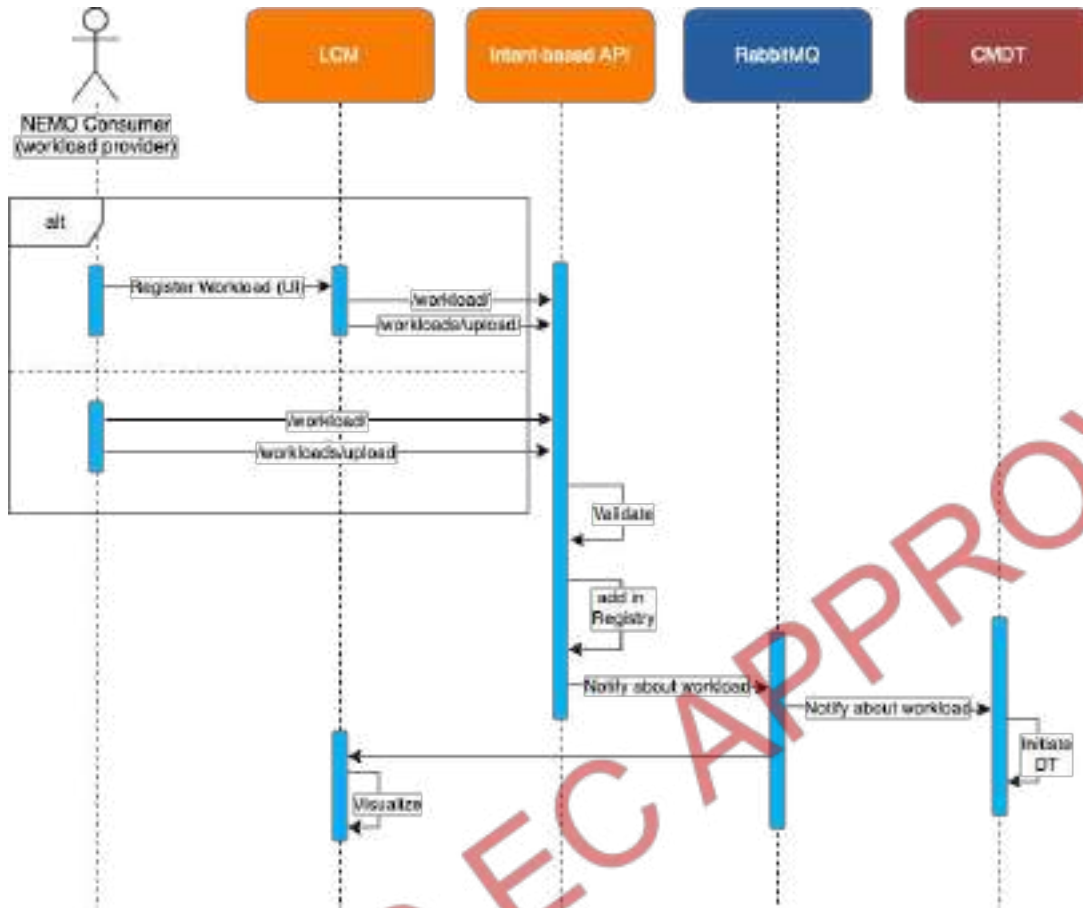 LCM
Intent-based API
RabbitMQ
CMDT
NEMO Consumer
(workload provider)
alt
Register Workload (UI)
/workload/
/workloads/upload/
/workload/
/workloads/upload
Validate
add in
Registry
Notify about workload
Notify about workload
Initiate
DT
Visualize
EC APPRO